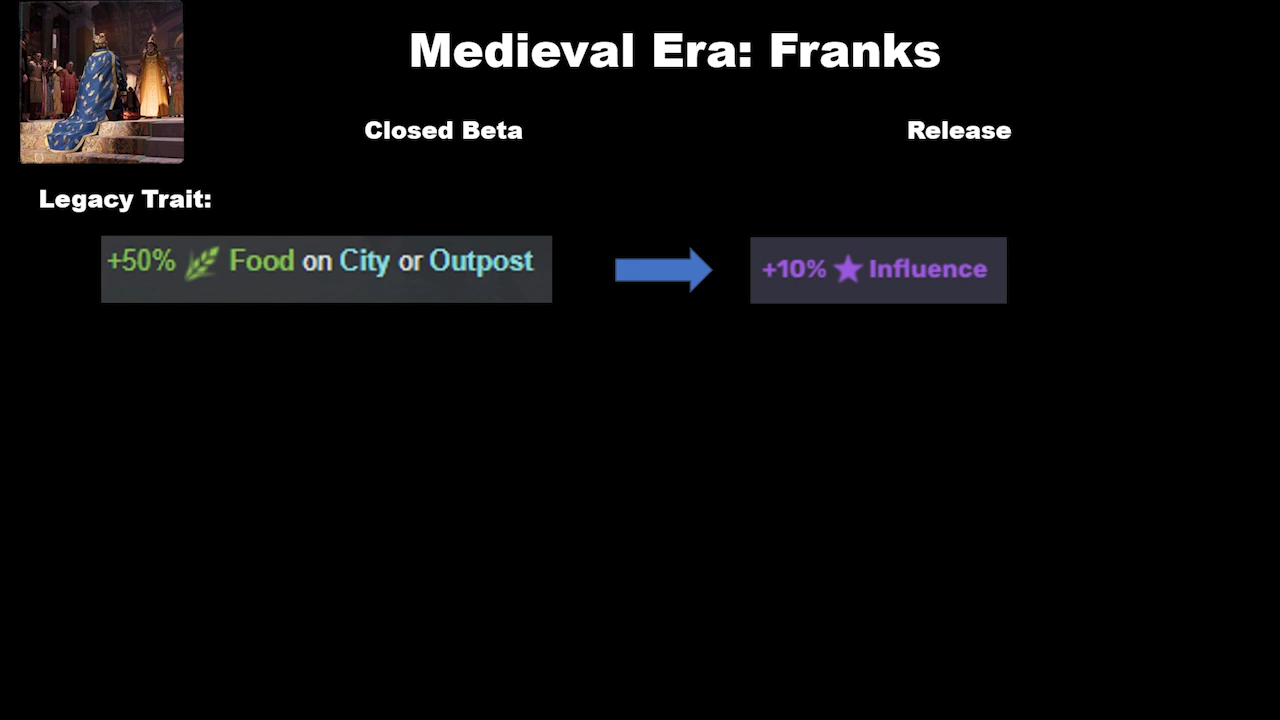 Medieval Era: Franks
Closed Beta
Release
Legacy Trait:
+50% Food on City or Outpost
+10% Influence